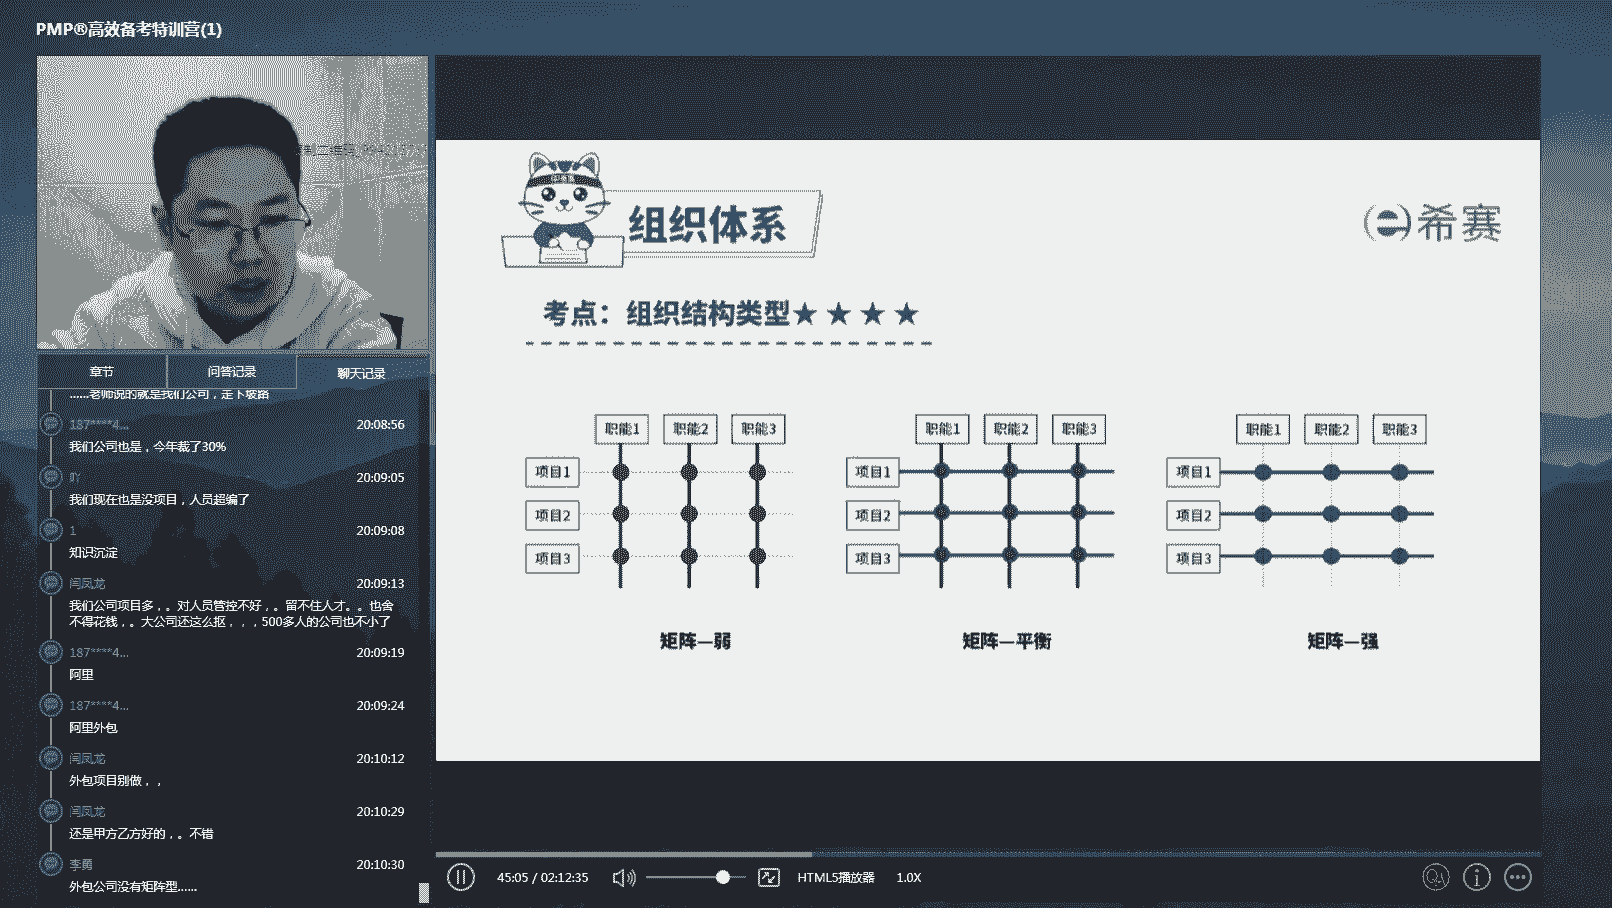 PMP®高效备考特训营(1)
章节
问答记录
聊天记录
……老师说的就是我们公司，走下坡路
187****4...
20:08:56
我们公司也是，今年裁了30%
吖
20:09:05
我们现在也是没项目，人员超编了
1
20:09:08
知识沉淀
闫凤龙
20:09:13
我们公司项目多，。对人员管控不好，。留不住人才。。也舍
不得花钱，。大公司还这么抠，，，500多人的公司也不小了
187****4...
20:09:19
阿里
187****4...
20:09:24
阿里外包
闫凤龙
20:10:12
外包项目别做，，
闫凤龙
20:10:29
还是甲方乙方好的，。不错
李勇
20:10:30
外包公司没有矩阵型......
组织体系
希赛
考点：组织结构类型★★★★
职能1 职能2 职能3
项目1
项目2
项目3
矩阵—弱
职能1 职能2 职能3
项目1
项目2
项目3
矩阵—平衡
职能1 职能2 职能3
项目1
项目2
项目3
矩阵—强
45:05 / 02:12:35
HTML5播放器
1.0X